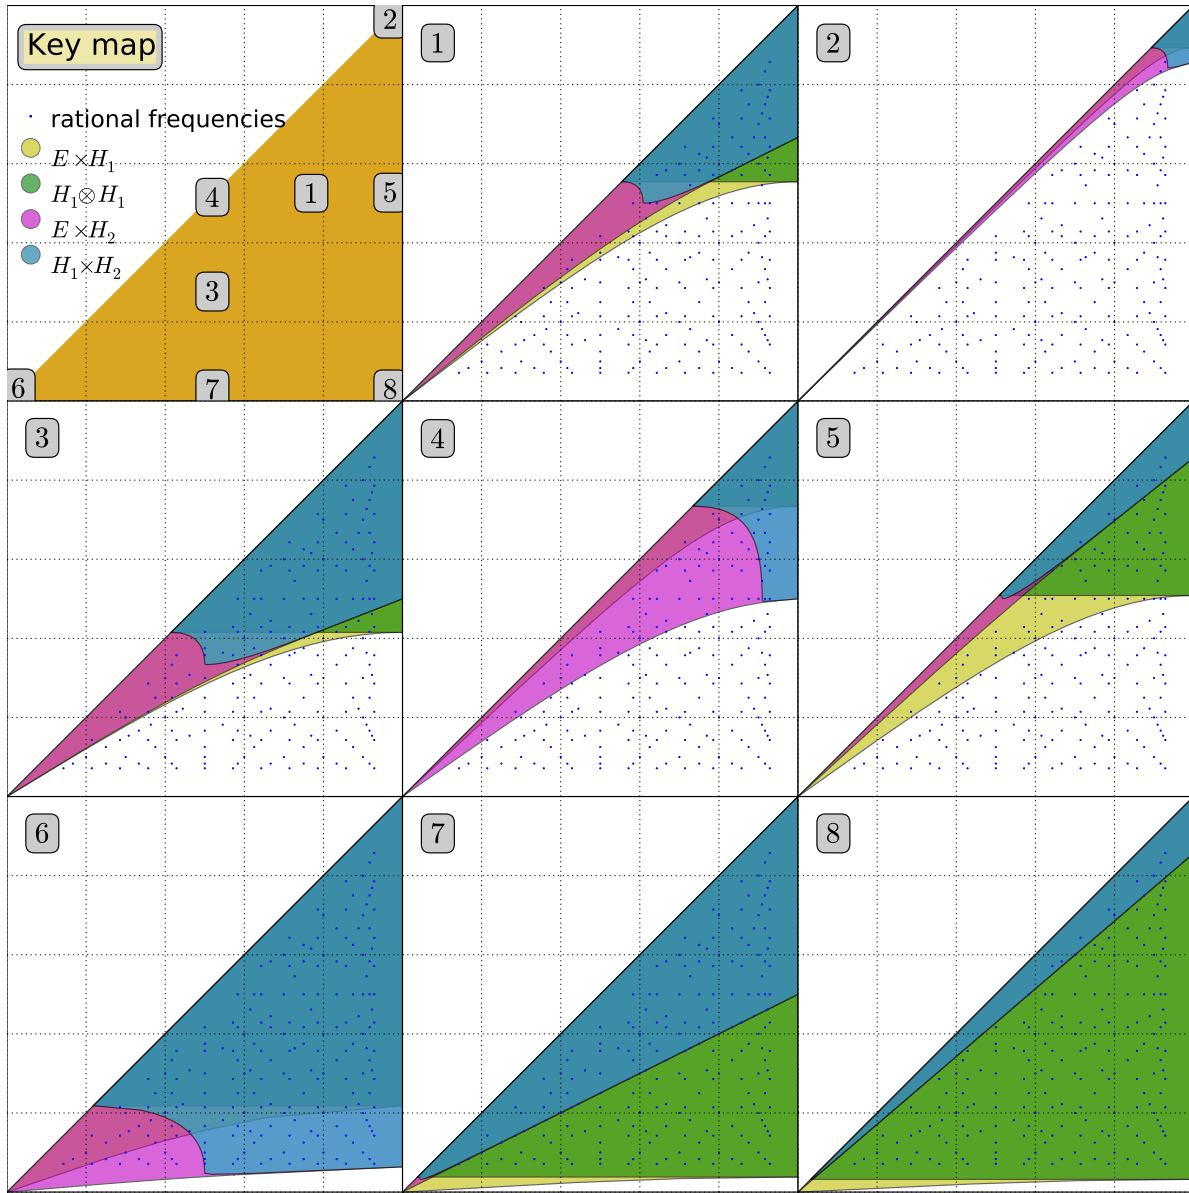 Key map
2
rational frequencies
E × H₁
H₁ ⊗ H₁
E × H₂
H₁ × H₂
4
1
5
3
6
7
8
1
2
3
4
5
6
7
8